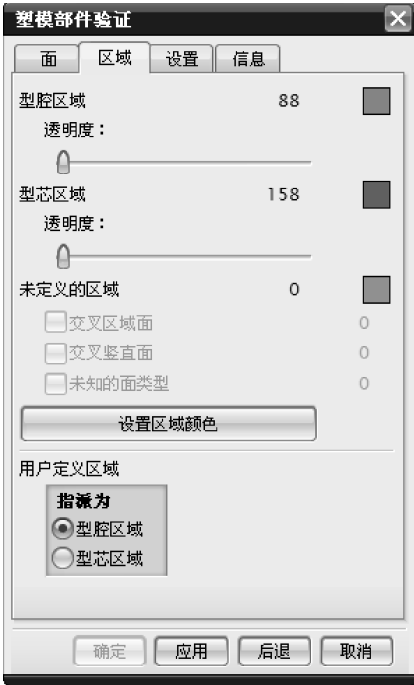 塑模部件验证
面 区域 设置 信息
型腔区域 88
透明度：
型芯区域 158
透明度：
未定义的区域 0
交叉区域面 0
交叉竖直面 0
未知的面类型 0
设置区域颜色
用户定义区域
指派为
型腔区域
型芯区域
确定 应用 后退 取消